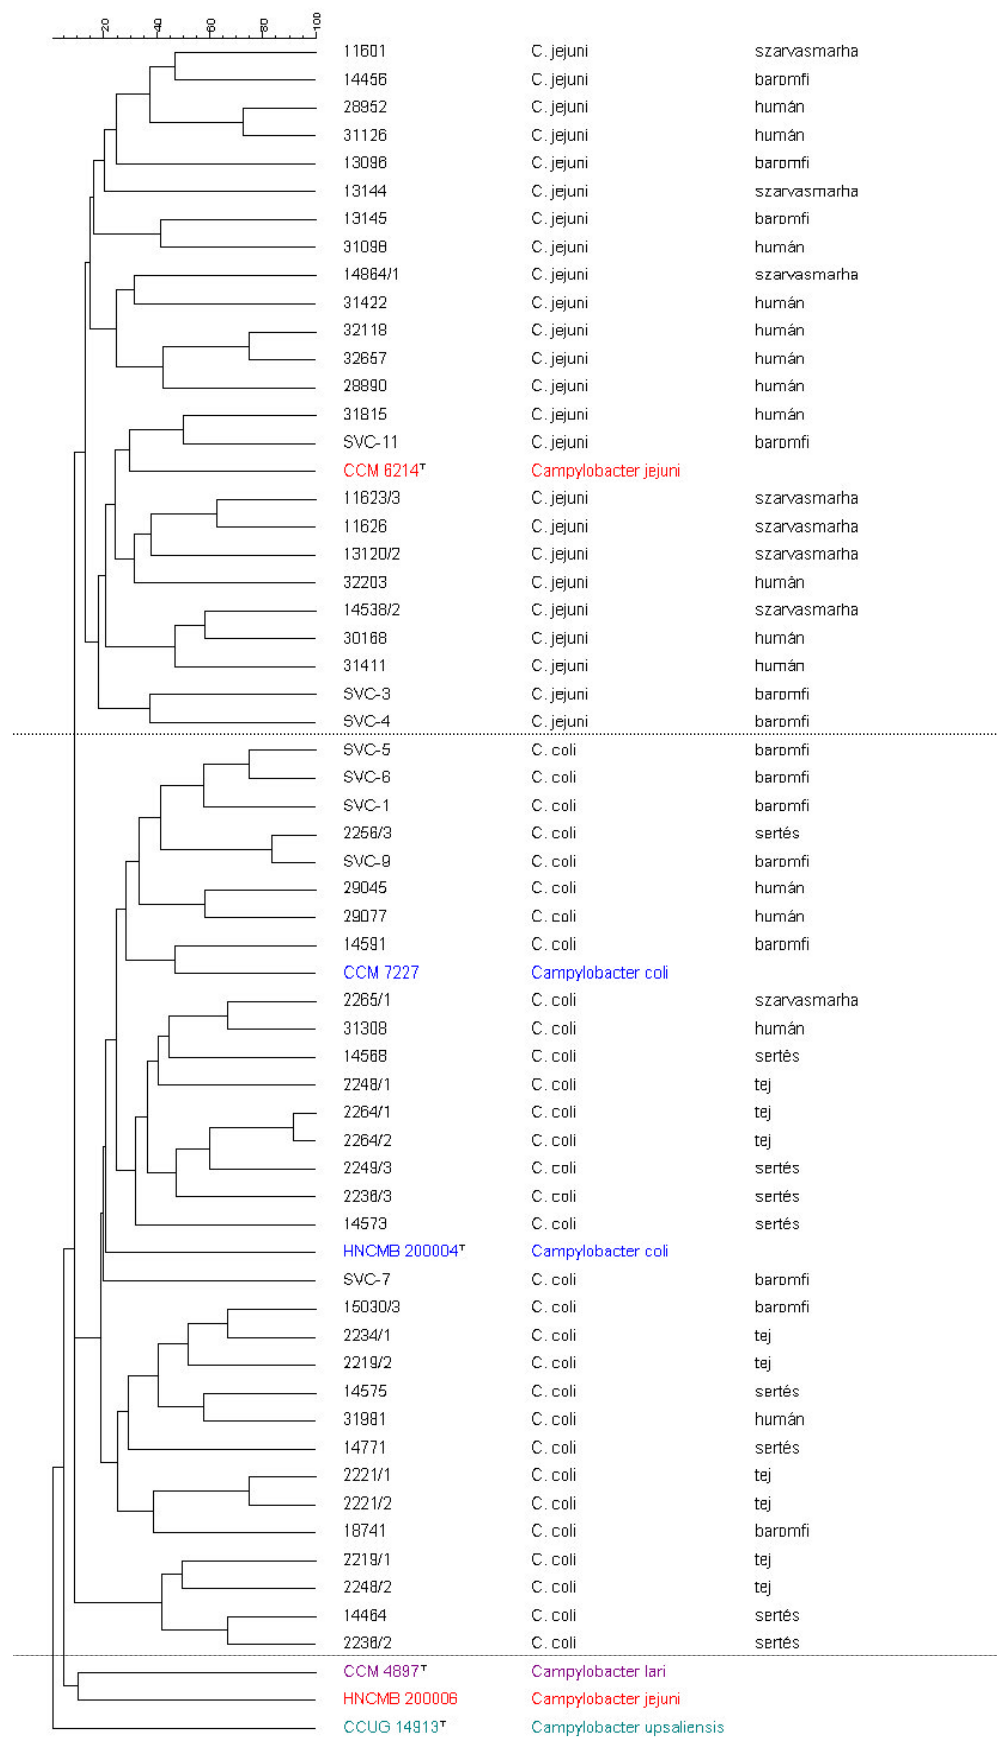 20 40 60 80 100
11601 C. jejuni szarvasmarha
14456 C. jejuni baromfi
28952 C. jejuni humán
31126 C. jejuni humán
13096 C. jejuni baromfi
13144 C. jejuni szarvasmarha
13145 C. jejuni baromfi
31098 C. jejuni humán
14864/1 C. jejuni szarvasmarha
31422 C. jejuni humán
32118 C. jejuni humán
32657 C. jejuni humán
28890 C. jejuni humán
31815 C. jejuni humán
SVC-11 C. jejuni baromfi
CCM 6214ᵀ Campylobacter jejuni
11623/3 C. jejuni szarvasmarha
11626 C. jejuni szarvasmarha
13120/2 C. jejuni szarvasmarha
32203 C. jejuni humán
14538/2 C. jejuni szarvasmarha
30168 C. jejuni humán
31411 C. jejuni humán
SVC-3 C. jejuni baromfi
SVC-4 C. jejuni baromfi
SVC-5 C. coli baromfi
SVC-6 C. coli baromfi
SVC-1 C. coli baromfi
2256/3 C. coli sertés
SVC-9 C. coli baromfi
29045 C. coli humán
29077 C. coli humán
14591 C. coli baromfi
CCM 7227 Campylobacter coli
2265/1 C. coli szarvasmarha
31308 C. coli humán
14568 C. coli sertés
2248/1 C. coli tej
2264/1 C. coli tej
2264/2 C. coli tej
2249/3 C. coli sertés
2236/3 C. coli sertés
14573 C. coli sertés
HNCMB 200004ᵀ Campylobacter coli
SVC-7 C. coli baromfi
15030/3 C. coli baromfi
2234/1 C. coli tej
2219/2 C. coli tej
14575 C. coli sertés
31981 C. coli humán
14771 C. coli sertés
2221/1 C. coli tej
2221/2 C. coli tej
18741 C. coli baromfi
2219/1 C. coli tej
2248/2 C. coli tej
14464 C. coli sertés
2236/2 C. coli sertés
CCM 4897ᵀ Campylobacter lari
HNCMB 200006 Campylobacter jejuni
CCUG 14913ᵀ Campylobacter upsaliensis